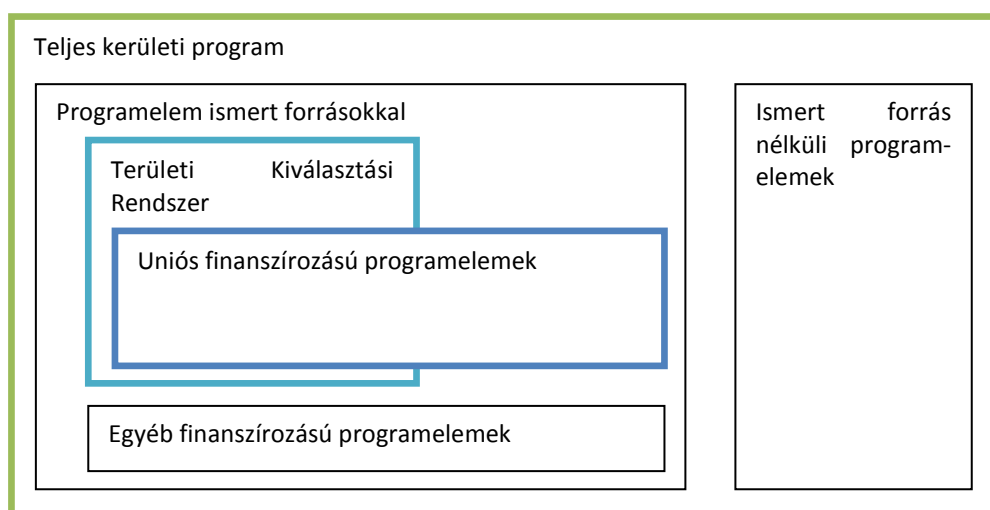 Teljes kerületi program
Programelem ismert forrásokkal
Területi Kiválasztási
Rendszer
Uniós finanszírozású programelemek
Egyéb finanszírozású programelemek
Ismert forrás
nélküli program-
elemek